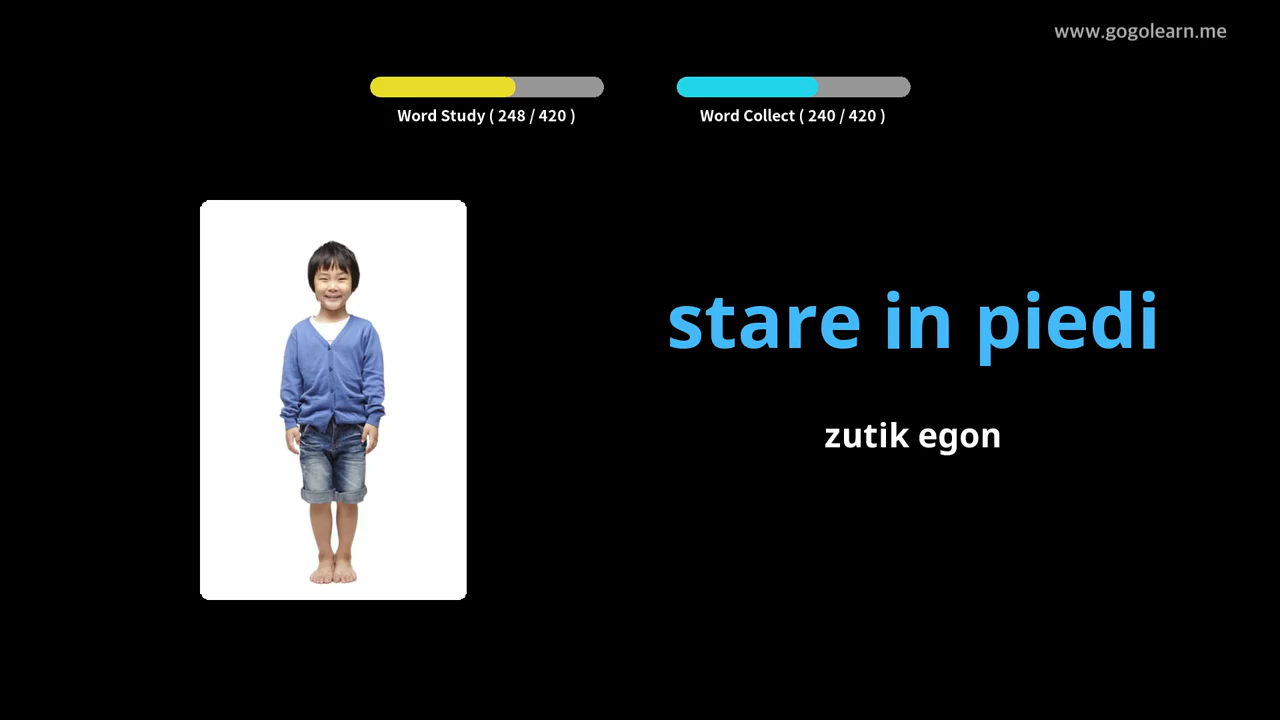 www.gogolearn.me
Word Study ( 248 / 420 )
Word Collect ( 240 / 420 )
stare in piedi
zutik egon